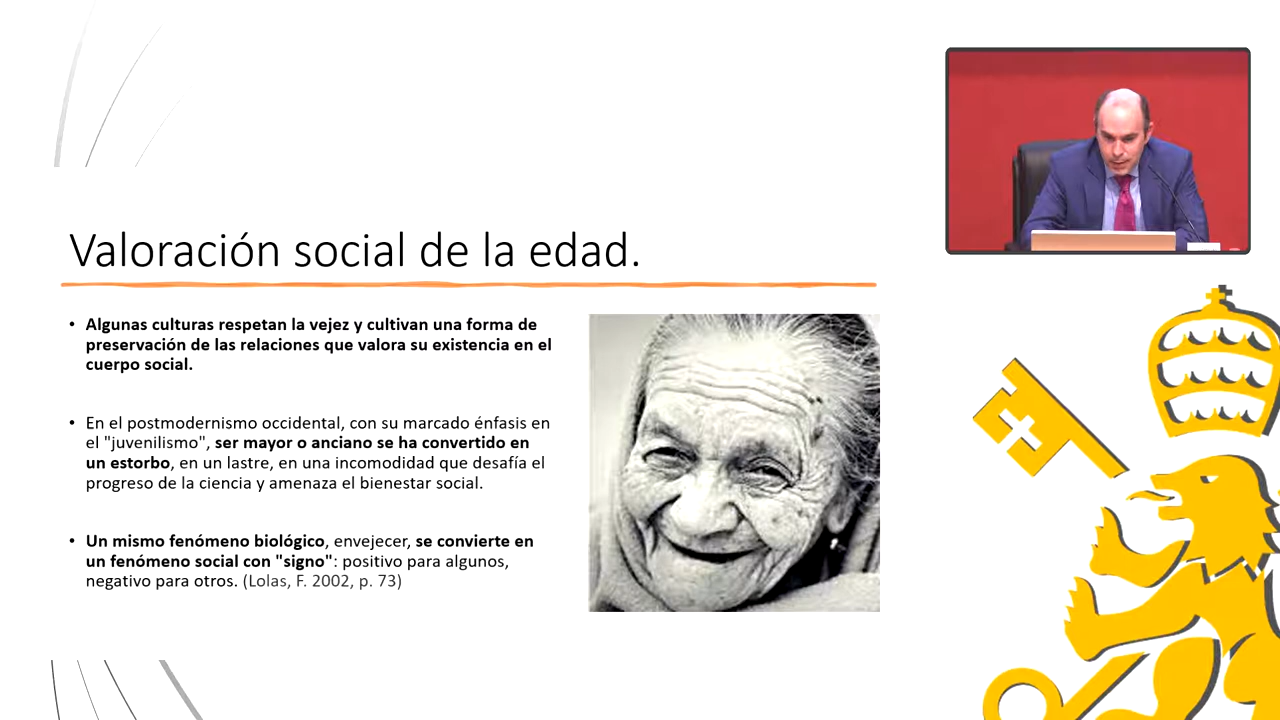 Valoración social de la edad.
• Algunas culturas respetan la vejez y cultivan una forma de
preservación de las relaciones que valora su existencia en el
cuerpo social.
• En el postmodernismo occidental, con su marcado énfasis en
el "juvenilismo", ser mayor o anciano se ha convertido en
un estorbo, en un lastre, en una incomodidad que desafía el
progreso de la ciencia y amenaza el bienestar social.
• Un mismo fenómeno biológico, envejecer, se convierte en
un fenómeno social con "signo": positivo para algunos,
negativo para otros. (Lolas, F. 2002, p. 73)